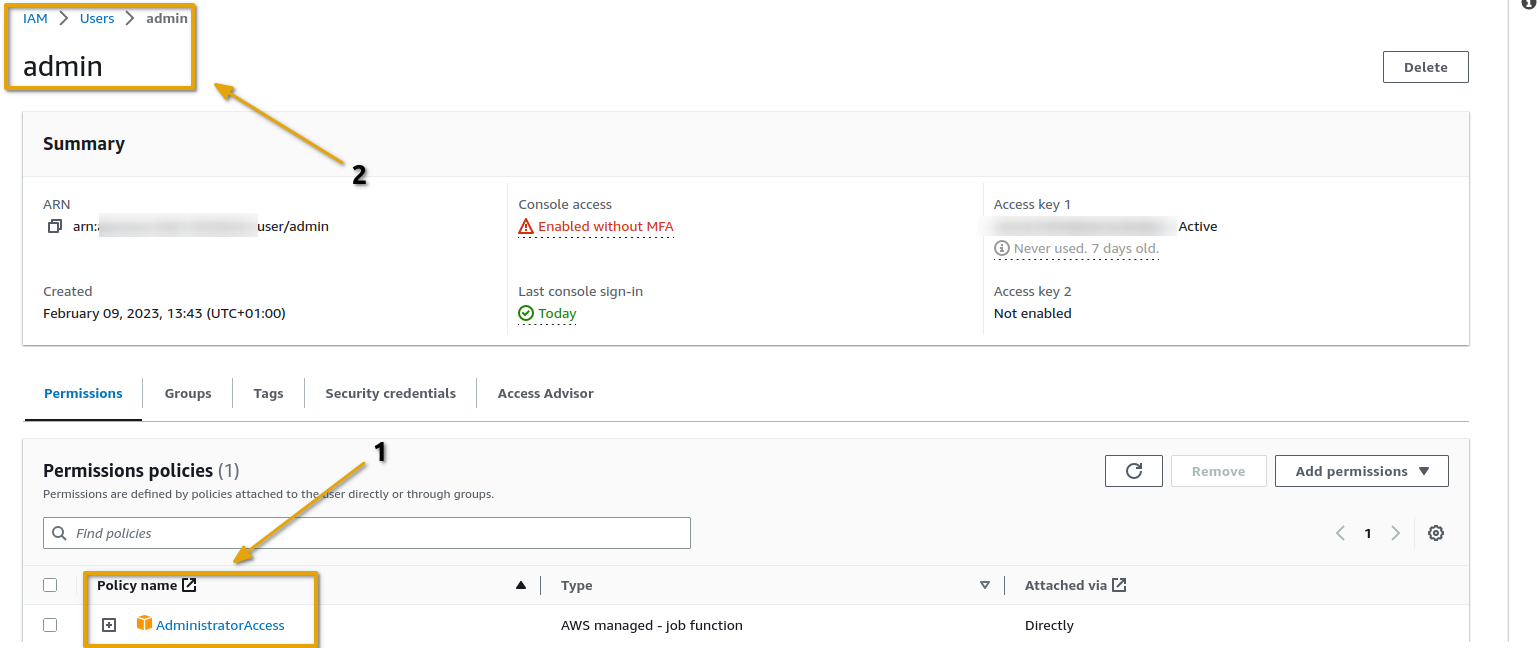 IAM > Users > admin
admin
Delete
2
Summary
ARN
arn: user/admin
Created
February 09, 2023, 13:43 (UTC+01:00)
Console access
Enabled without MFA
Last console sign-in
Today
Access key 1
Active
Never used. 7 days old.
Access key 2
Not enabled
Permissions Groups Tags Security credentials Access Advisor
1
Permissions policies (1)
Permissions are defined by policies attached to the user directly or through groups.
Remove
Add permissions
Find policies
1
Policy name Type Attached via
AdministratorAccess AWS managed - job function Directly